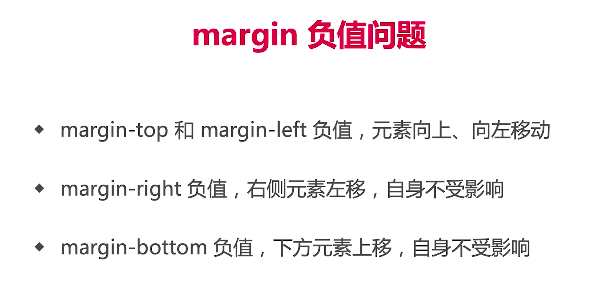 margin 负值问题
margin-top 和 margin-left 负值，元素向上、向左移动
margin-right 负值，右侧元素左移，自身不受影响
margin-bottom 负值，下方元素上移，自身不受影响